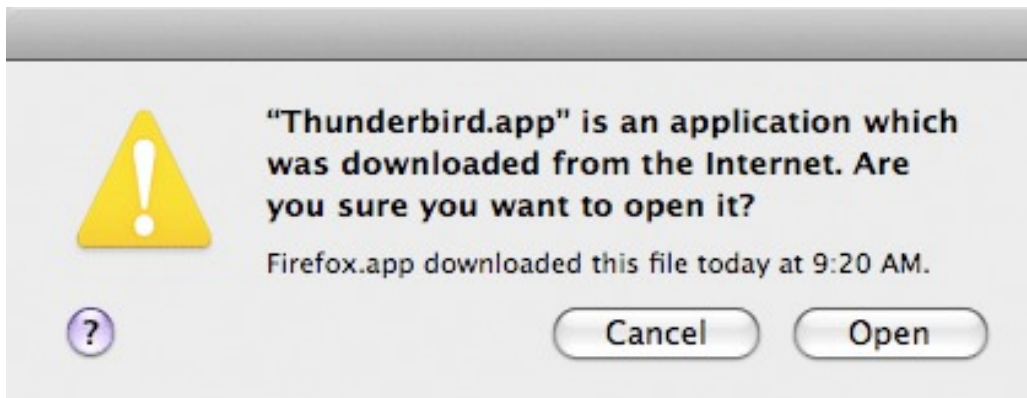 “Thunderbird.app” is an application which
was downloaded from the Internet. Are
you sure you want to open it?
Firefox.app downloaded this file today at 9:20 AM.
?
Cancel
Open